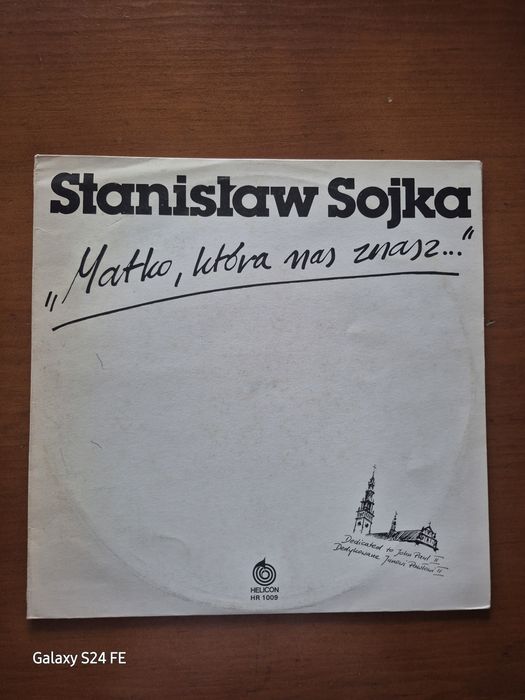 Stanisław Sojka
„Matko, która nas znasz..."
Dedicated to John Paul II
Dedykowane Janowi Pawłowi II
HELICON
HR 1009
Galaxy S24 FE